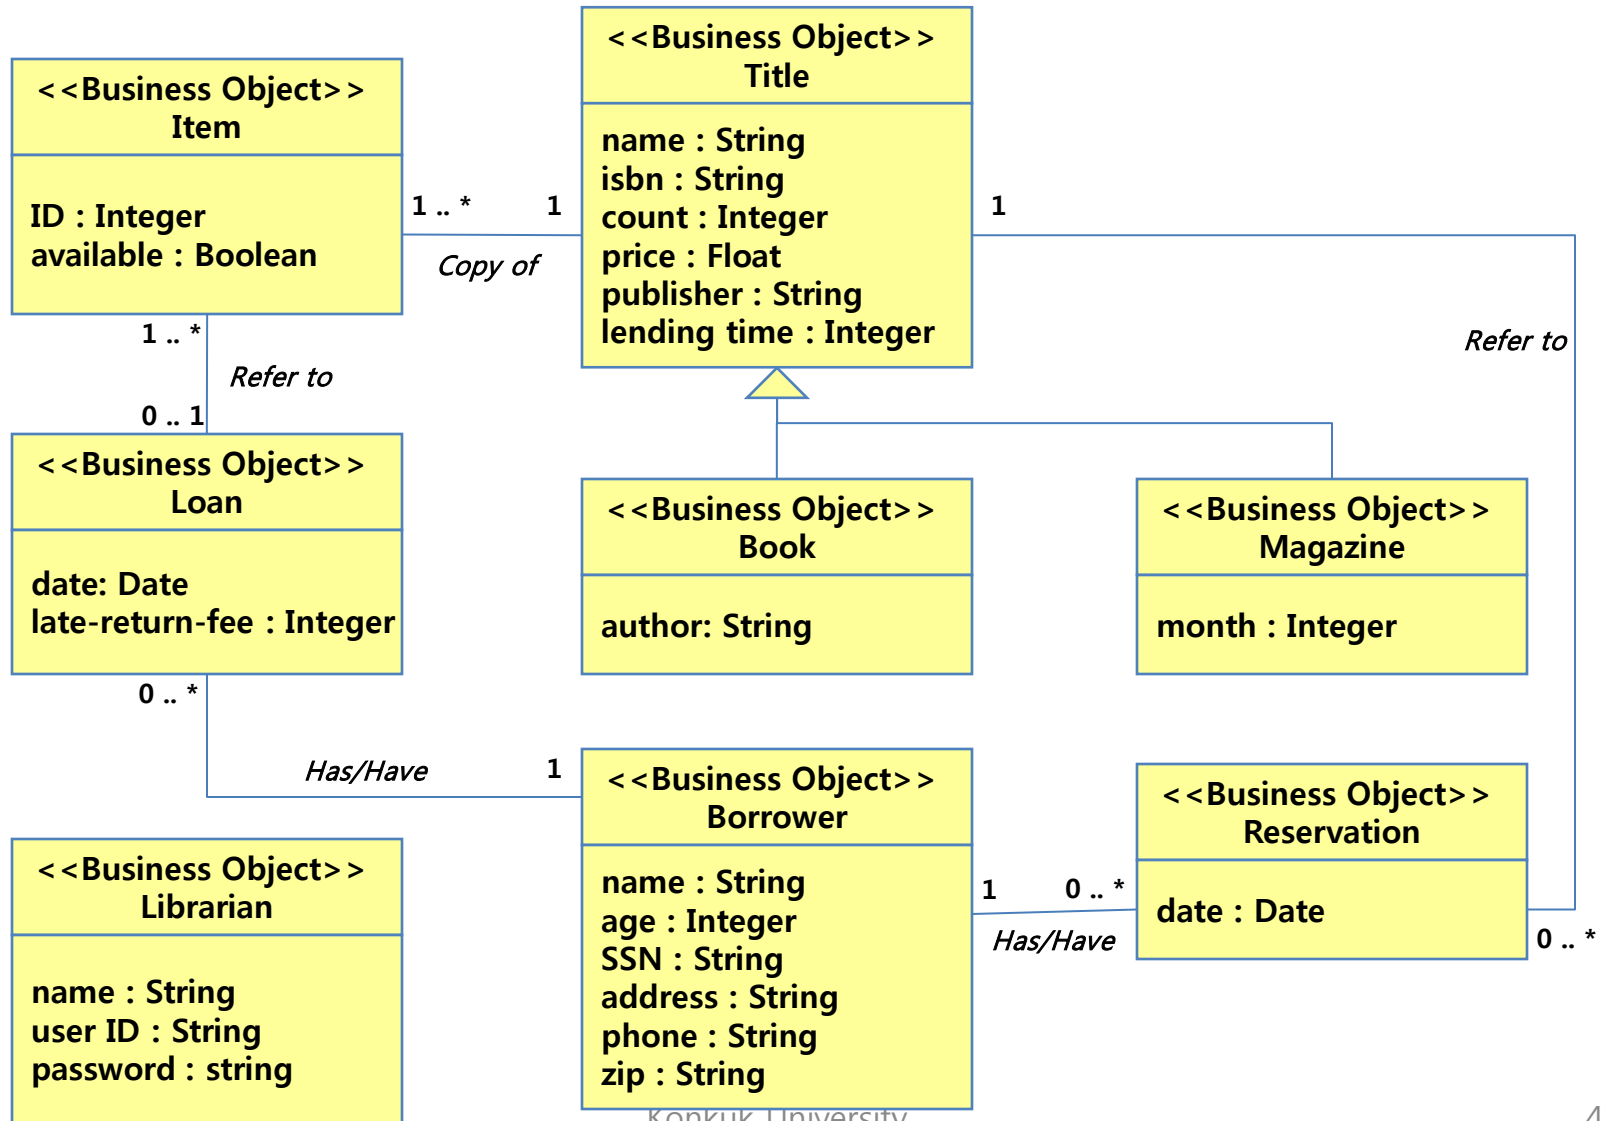 <<Business Object>>
Title
name : String
isbn : String
count : Integer
price : Float
publisher : String
lending time : Integer
<<Business Object>>
Item
ID : Integer
available : Boolean
1 .. *
1
Copy of
1
Refer to
1 .. *
Refer to
0 .. 1
<<Business Object>>
Loan
date: Date
late-return-fee : Integer
<<Business Object>>
Book
author: String
<<Business Object>>
Magazine
month : Integer
0 .. *
Has/Have
1
<<Business Object>>
Borrower
name : String
age : Integer
SSN : String
address : String
phone : String
zip : String
1
0 .. *
Has/Have
<<Business Object>>
Reservation
date : Date
0 .. *
<<Business Object>>
Librarian
name : String
user ID : String
password : string
Konkuk University
4